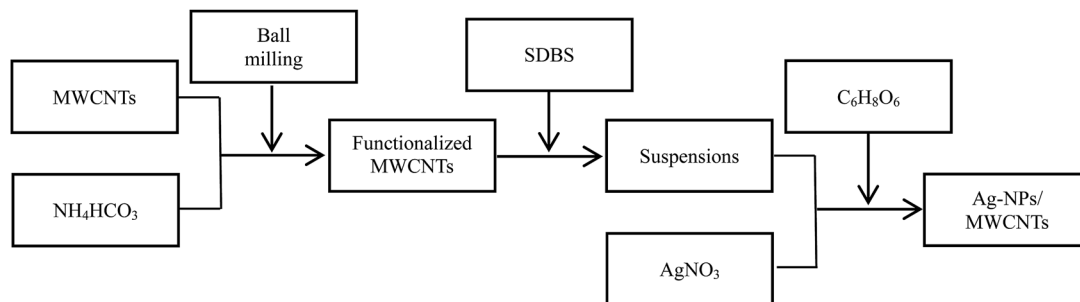 Ball
milling
SDBS
MWCNTs
C₆H₈O₆
Functionalized
MWCNTs
Suspensions
NH₄HCO₃
Ag-NPs/
MWCNTs
AgNO₃